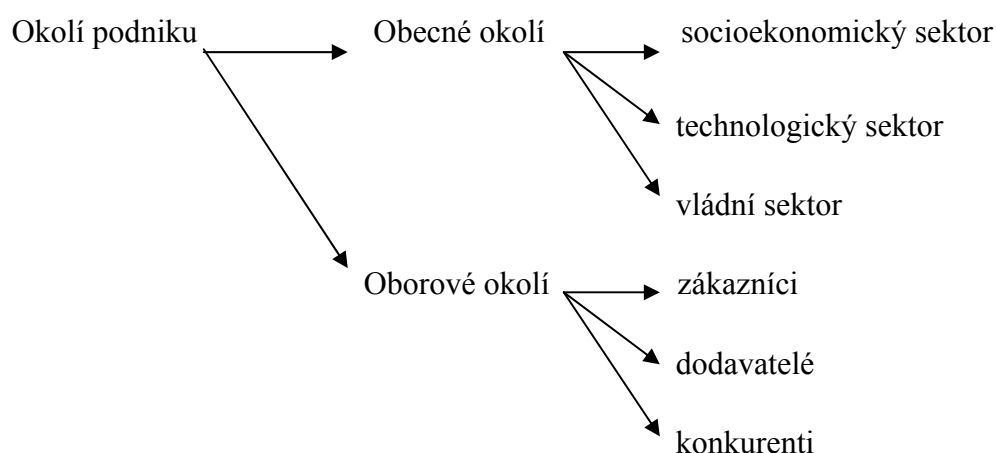 Okolí podniku Obecné okolí socioekonomický sektor
technologický sektor
vládní sektor
Oborové okolí zákazníci
dodavatelé
konkurenti